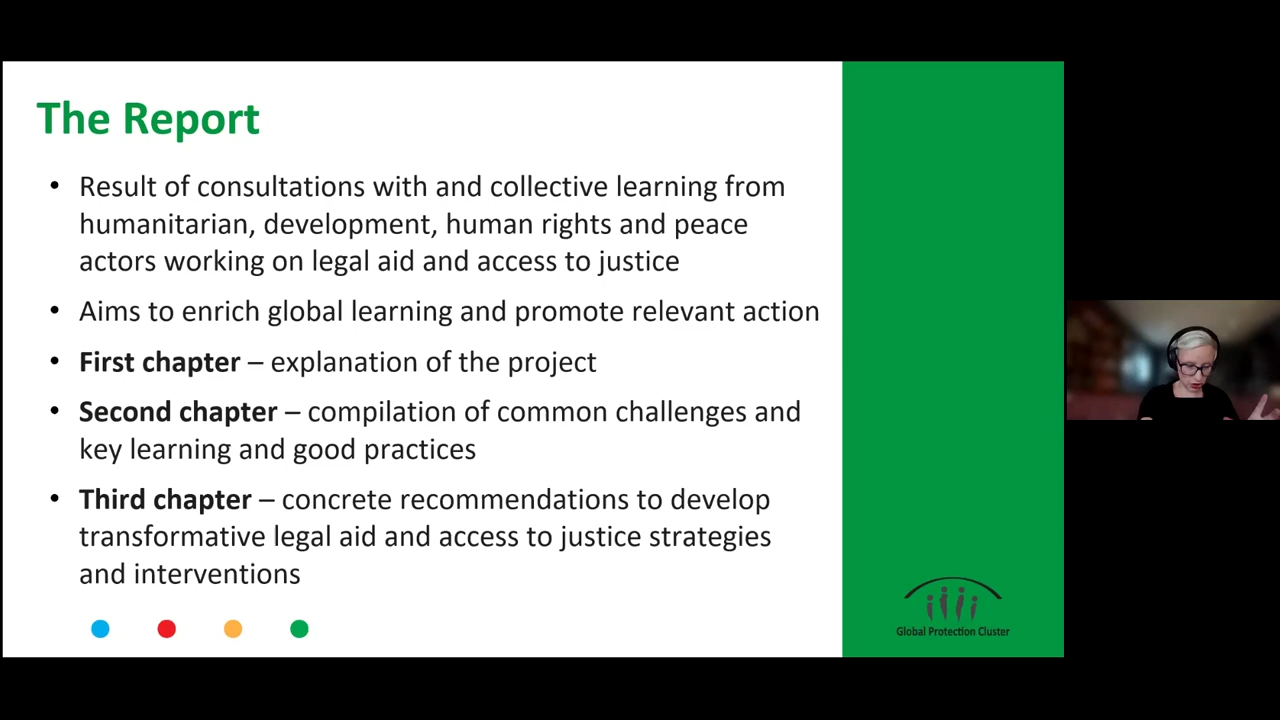 The Report
• Result of consultations with and collective learning from
humanitarian, development, human rights and peace
actors working on legal aid and access to justice
• Aims to enrich global learning and promote relevant action
• First chapter – explanation of the project
• Second chapter – compilation of common challenges and
key learning and good practices
• Third chapter – concrete recommendations to develop
transformative legal aid and access to justice strategies
and interventions
Global Protection Cluster